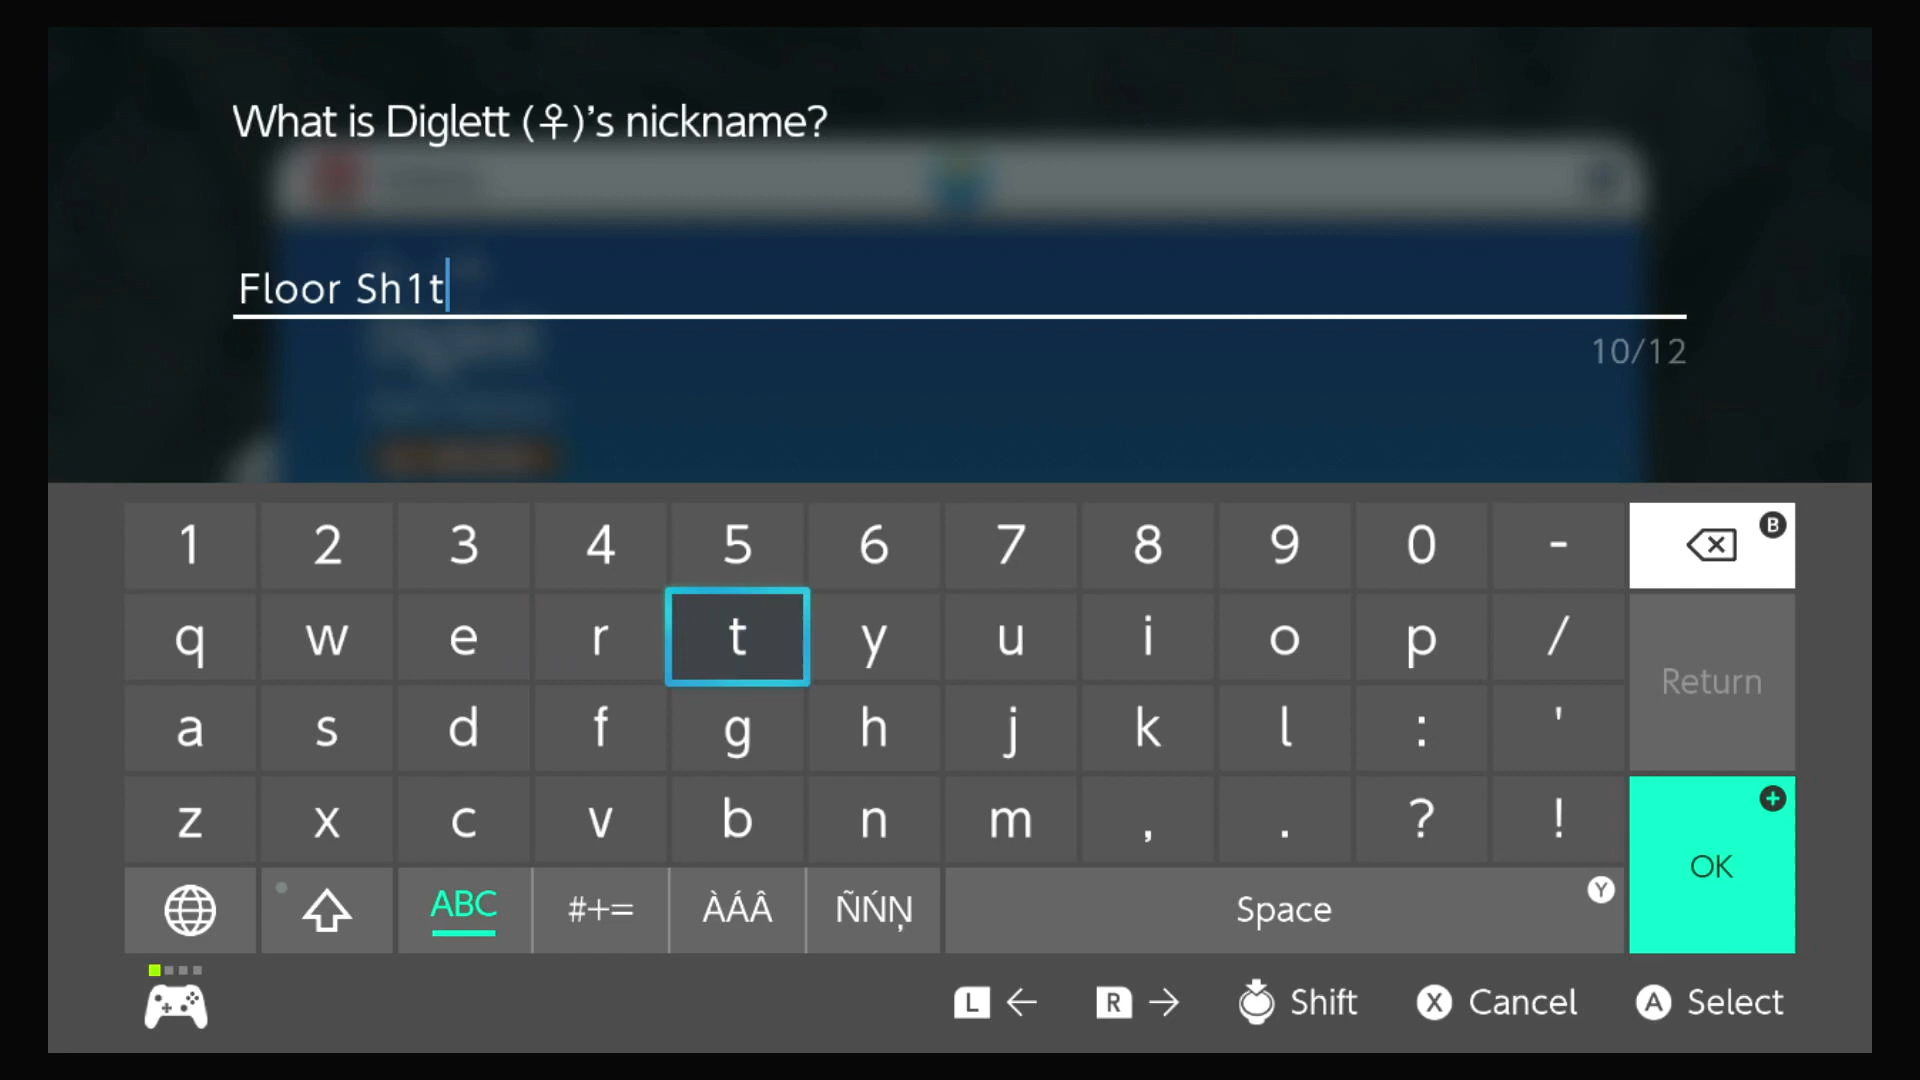 What is Diglett (♀)'s nickname?
Floor Sh1t
10/12
1 2 3 4 5 6 7 8 9 0 - B
q w e r t y u i o p /
Return
a s d f g h j k l : '
z x c v b n m , . ? !
OK
ABC #+= ÀÁÂ ÑŃŅ Space Y
L ← R → Shift X Cancel A Select